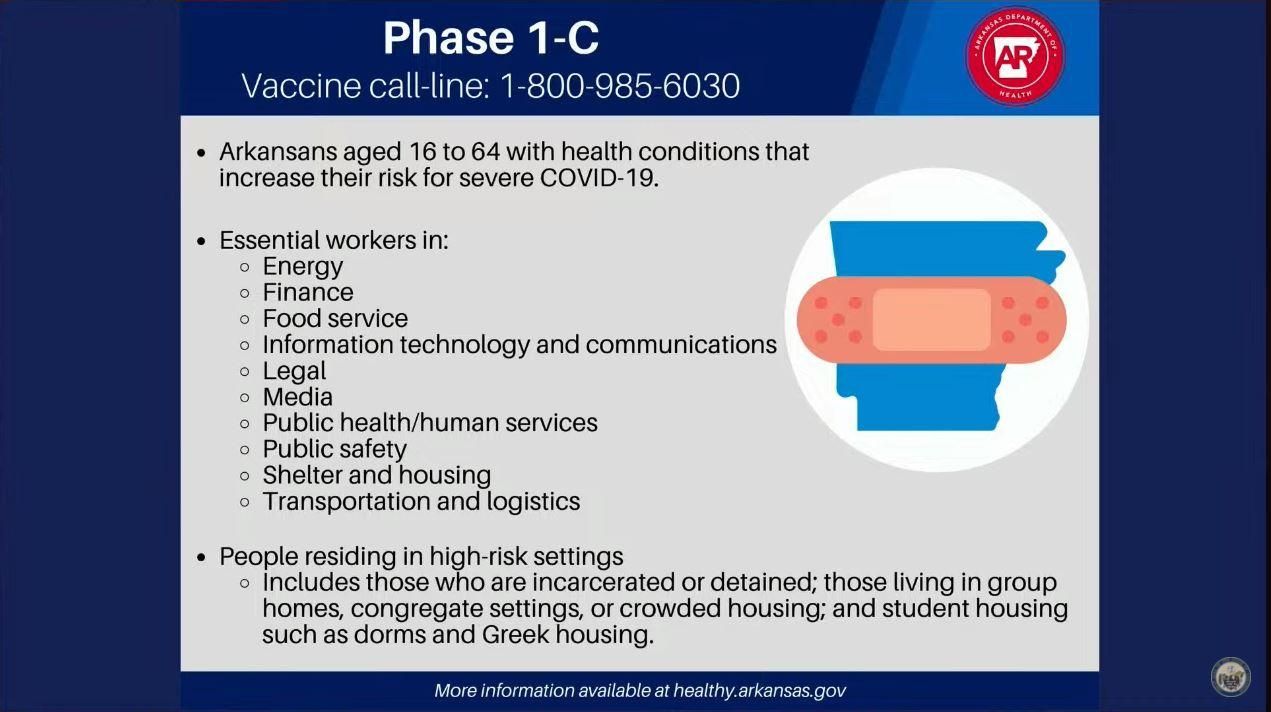 Phase 1-C
Vaccine call-line: 1-800-985-6030
ARKANSAS DEPARTMENT OF
AR
HEALTH
• Arkansans aged 16 to 64 with health conditions that
increase their risk for severe COVID-19.
• Essential workers in:
○ Energy
○ Finance
○ Food service
○ Information technology and communications
○ Legal
○ Media
○ Public health/human services
○ Public safety
○ Shelter and housing
○ Transportation and logistics
• People residing in high-risk settings
○ Includes those who are incarcerated or detained; those living in group
homes, congregate settings, or crowded housing; and student housing
such as dorms and Greek housing.
More information available at healthy.arkansas.gov